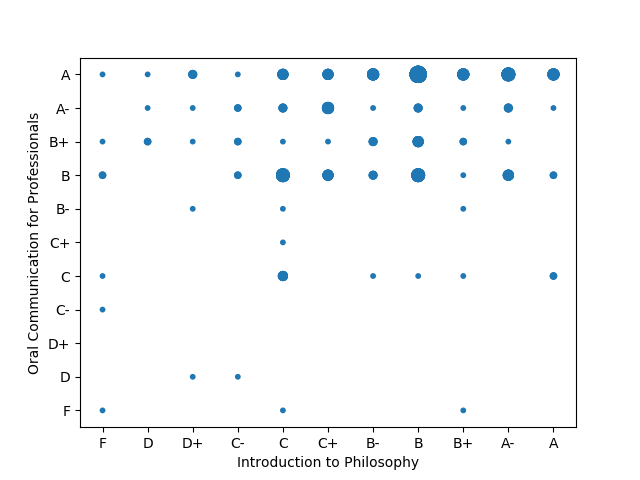 Oral Communication for Professionals
A
A-
B+
B
B-
C+
C
C-
D+
D
F
F D D+ C- C C+ B- B B+ A- A
Introduction to Philosophy